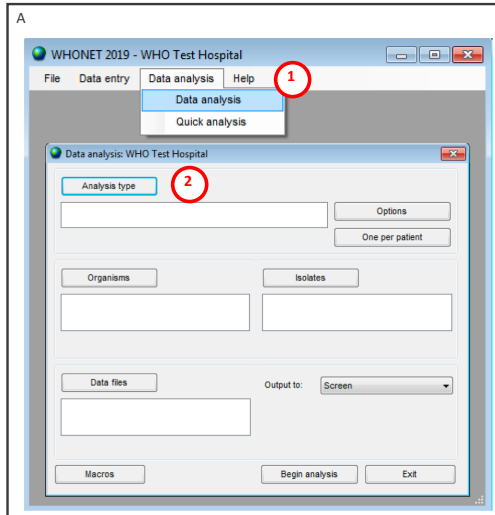 A
WHONET 2019 - WHO Test Hospital
File Data entry Data analysis Help 1
Data analysis
Quick analysis
Data analysis: WHO Test Hospital
Analysis type 2
Options
One per patient
Organisms Isolates
Data files Output to: Screen
Macros Begin analysis Exit